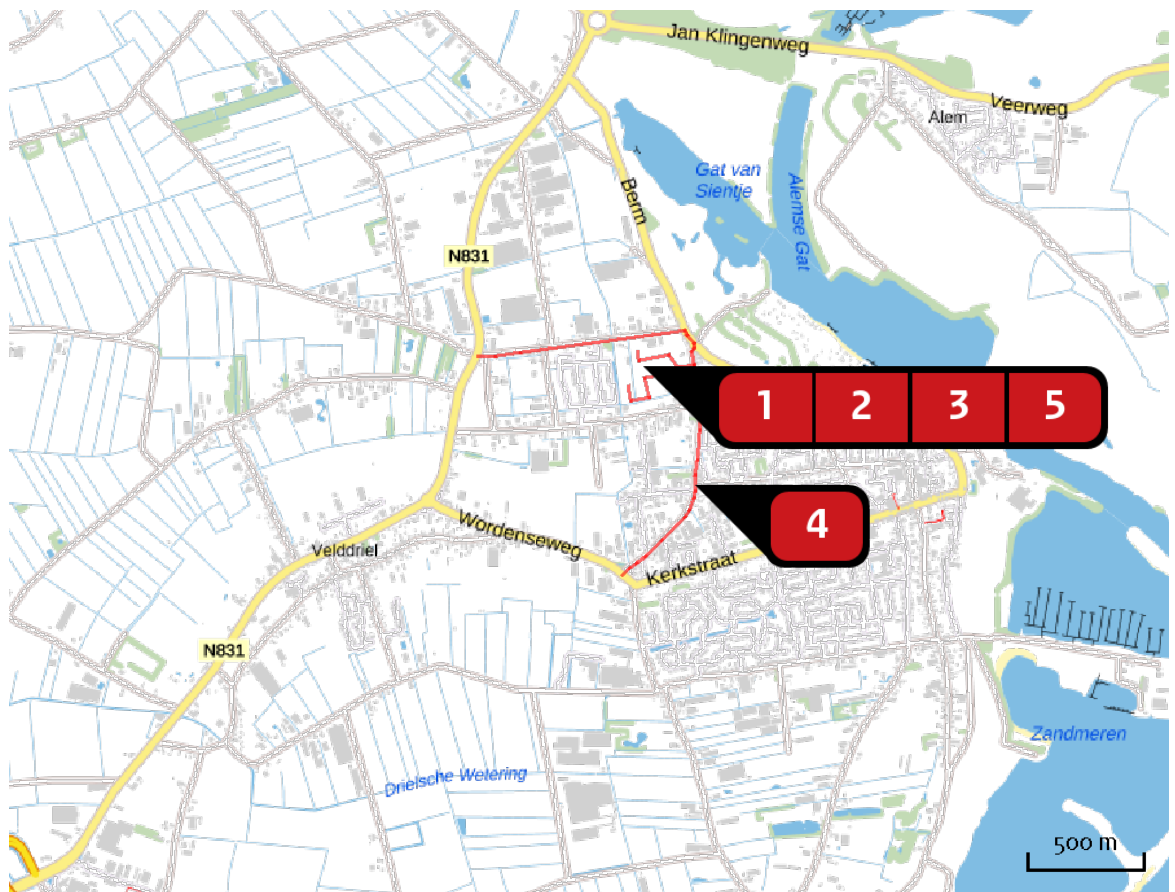 Jan Klingenweg
Veerweg
Alem
Gat van
Sientje
Alemse Gat
Berm
N831
1 2 3 5
4
Wordenseweg
Velddriel
Kerkstraat
N831
Zandmeren
Drielsche Wetering
500 m